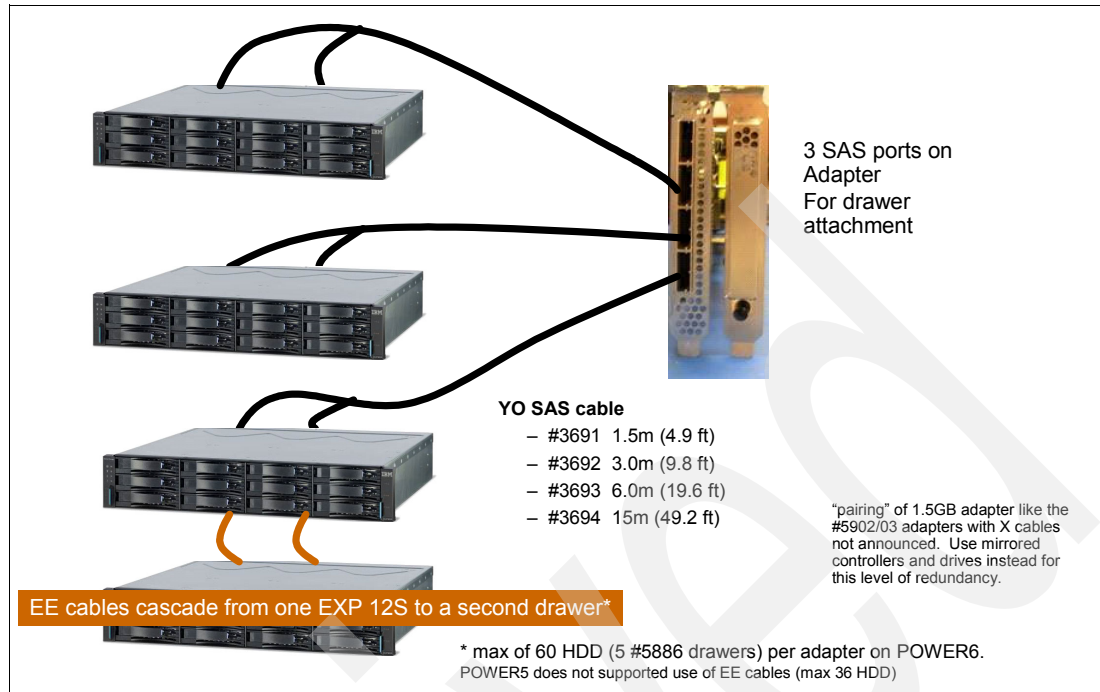 3 SAS ports on
Adapter
For drawer
attachment
YO SAS cable
– #3691 1.5m (4.9 ft)
– #3692 3.0m (9.8 ft)
– #3693 6.0m (19.6 ft)
– #3694 15m (49.2 ft)
“pairing” of 1.5GB adapter like the
#5902/03 adapters with X cables
not announced. Use mirrored
controllers and drives instead for
this level of redundancy.
EE cables cascade from one EXP 12S to a second drawer*
* max of 60 HDD (5 #5886 drawers) per adapter on POWER6.
POWER5 does not supported use of EE cables (max 36 HDD)
IBM
IBM
IBM